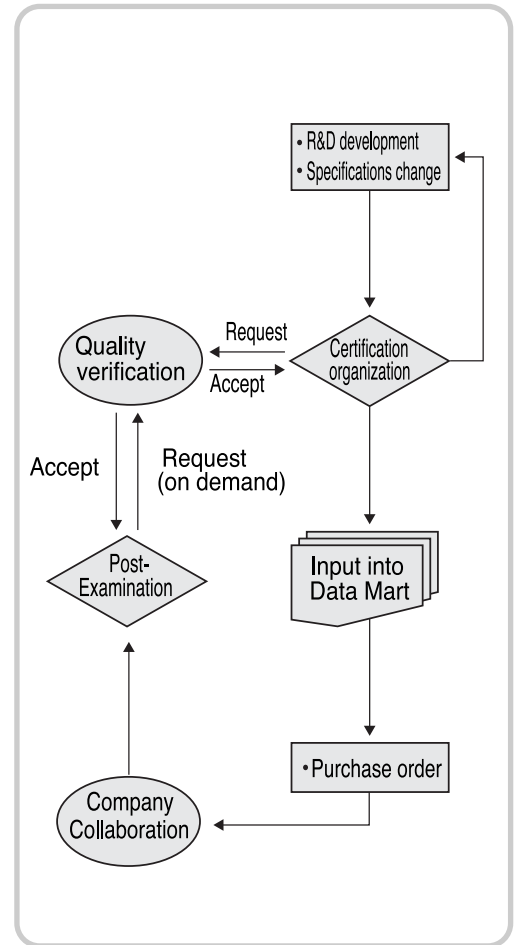 • R&D development
• Specifications change
Request
Quality
verification
Certification
organization
Accept
Accept
Request
(on demand)
Post-
Examination
Input into
Data Mart
• Purchase order
Company
Collaboration